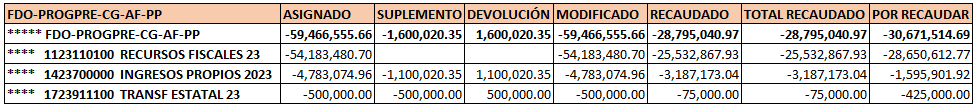 FDO-PROGPRE-CG-AF-PP ASIGNADO SUPLEMENTO DEVOLUCIÓN MODIFICADO RECAUDADO TOTAL RECAUDADO POR RECAUDAR
***** FDO-PROGPRE-CG-AF-PP -59,466,555.66 -1,600,020.35 1,600,020.35 -59,466,555.66 -28,795,040.97 -28,795,040.97 -30,671,514.69
**** 1123110100 RECURSOS FISCALES 23 -54,183,480.70 -54,183,480.70 -25,532,867.93 -25,532,867.93 -28,650,612.77
**** 1423700000 INGRESOS PROPIOS 2023 -4,783,074.96 -1,100,020.35 1,100,020.35 -4,783,074.96 -3,187,173.04 -3,187,173.04 -1,595,901.92
**** 1723911100 TRANSF ESTATAL 23 -500,000.00 -500,000.00 500,000.00 -500,000.00 -75,000.00 -75,000.00 -425,000.00